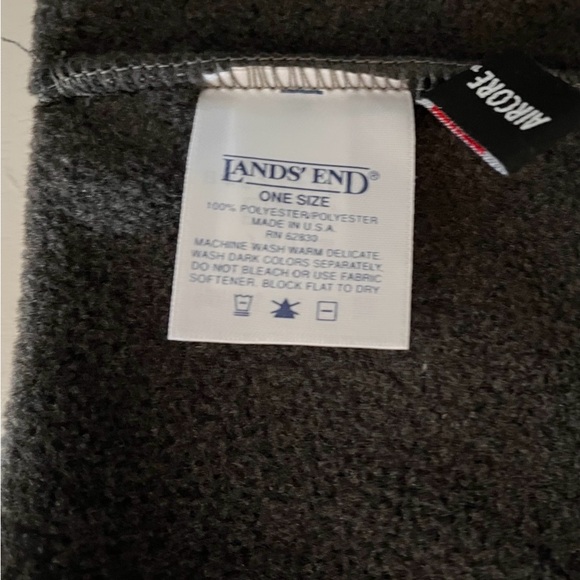 LANDS' END®
ONE SIZE
100% POLYESTER/POLYESTER
MADE IN U.S.A.
RN 62830
MACHINE WASH WARM DELICATE.
WASH DARK COLORS SEPARATELY.
DO NOT BLEACH OR USE FABRIC
SOFTENER. BLOCK FLAT TO DRY
AIRCORE™